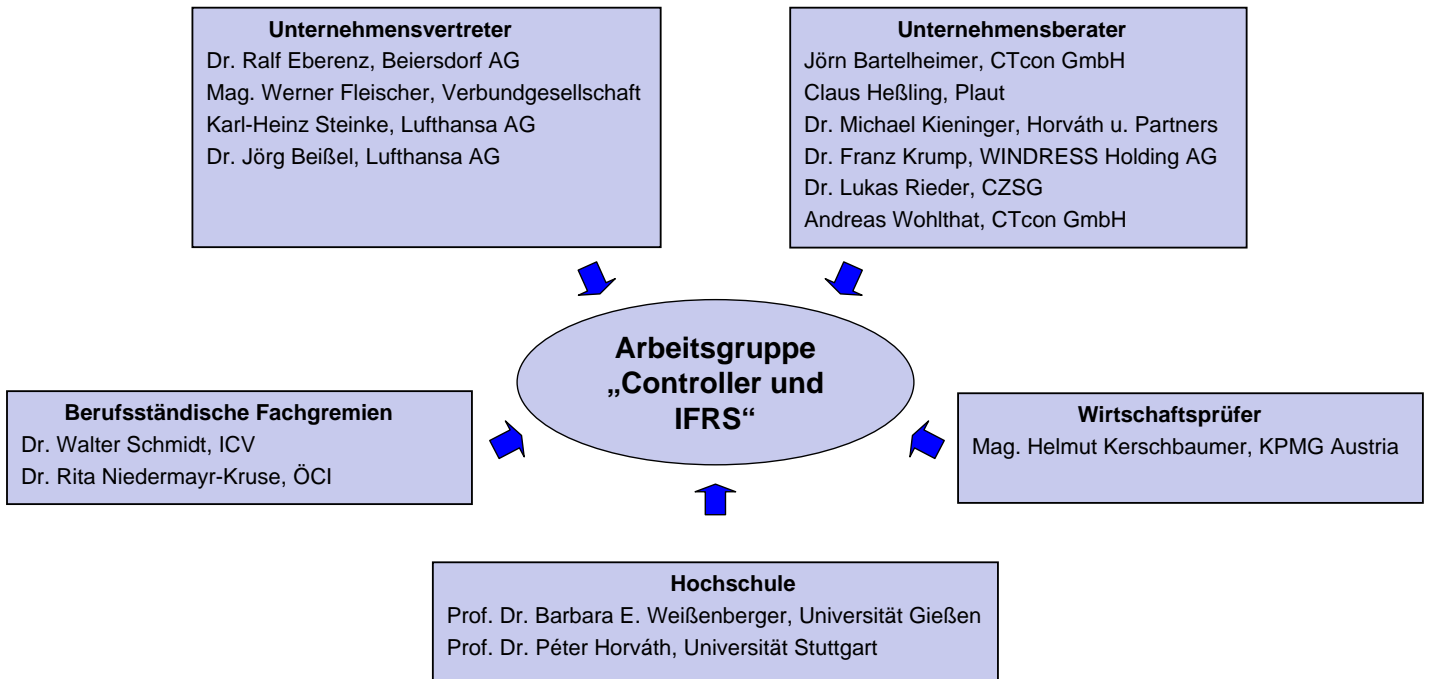 Unternehmensvertreter
Dr. Ralf Eberenz, Beiersdorf AG
Mag. Werner Fleischer, Verbundgesellschaft
Karl-Heinz Steinke, Lufthansa AG
Dr. Jörg Beißel, Lufthansa AG
Unternehmensberater
Jörn Bartelheimer, CTcon GmbH
Claus Heßling, Plaut
Dr. Michael Kieninger, Horváth u. Partners
Dr. Franz Krump, WINDRESS Holding AG
Dr. Lukas Rieder, CZSG
Andreas Wohlthat, CTcon GmbH
Arbeitsgruppe
„Controller und
IFRS“
Berufsständische Fachgremien
Dr. Walter Schmidt, ICV
Dr. Rita Niedermayr-Kruse, ÖCI
Wirtschaftsprüfer
Mag. Helmut Kerschbaumer, KPMG Austria
Hochschule
Prof. Dr. Barbara E. Weißenberger, Universität Gießen
Prof. Dr. Péter Horváth, Universität Stuttgart